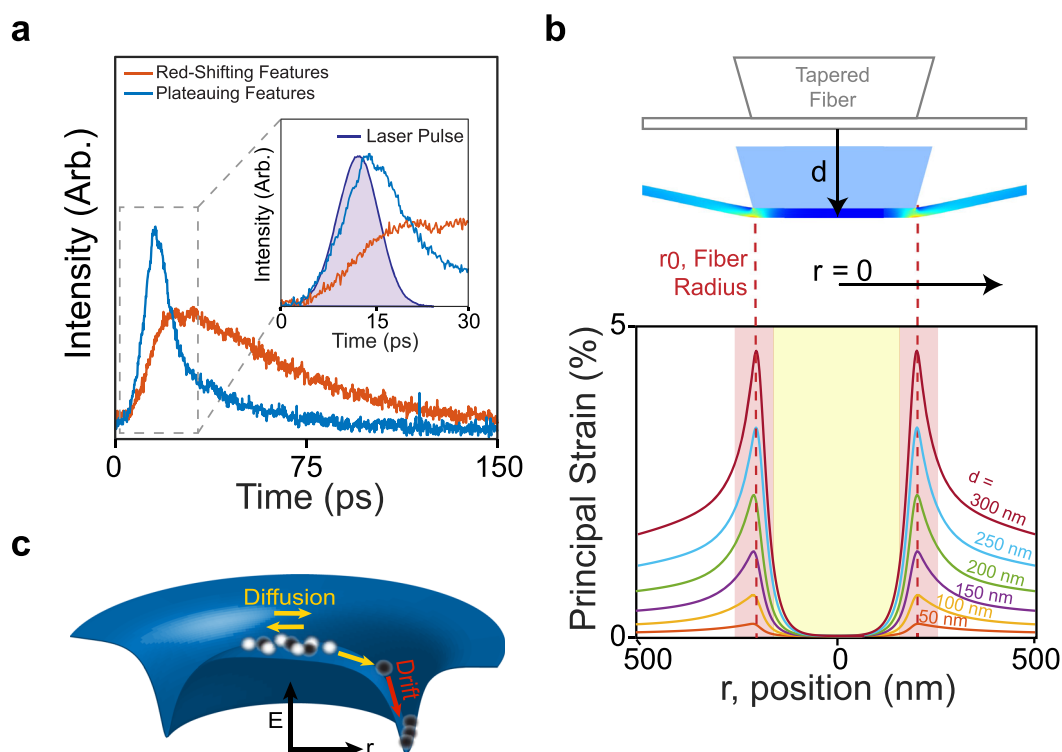 a
Intensity (Arb.)
Red-Shifting Features
Plateauing Features
Laser Pulse
Intensity (Arb.)
0
15
30
Time (ps)
0
75
150
Time (ps)
b
Tapered
Fiber
d
r0, Fiber
Radius
r = 0
Principal Strain (%)
5
0
d =
300 nm
250 nm
200 nm
150 nm
100 nm
50 nm
500
0
500
r, position (nm)
c
Diffusion
Drift
E
r